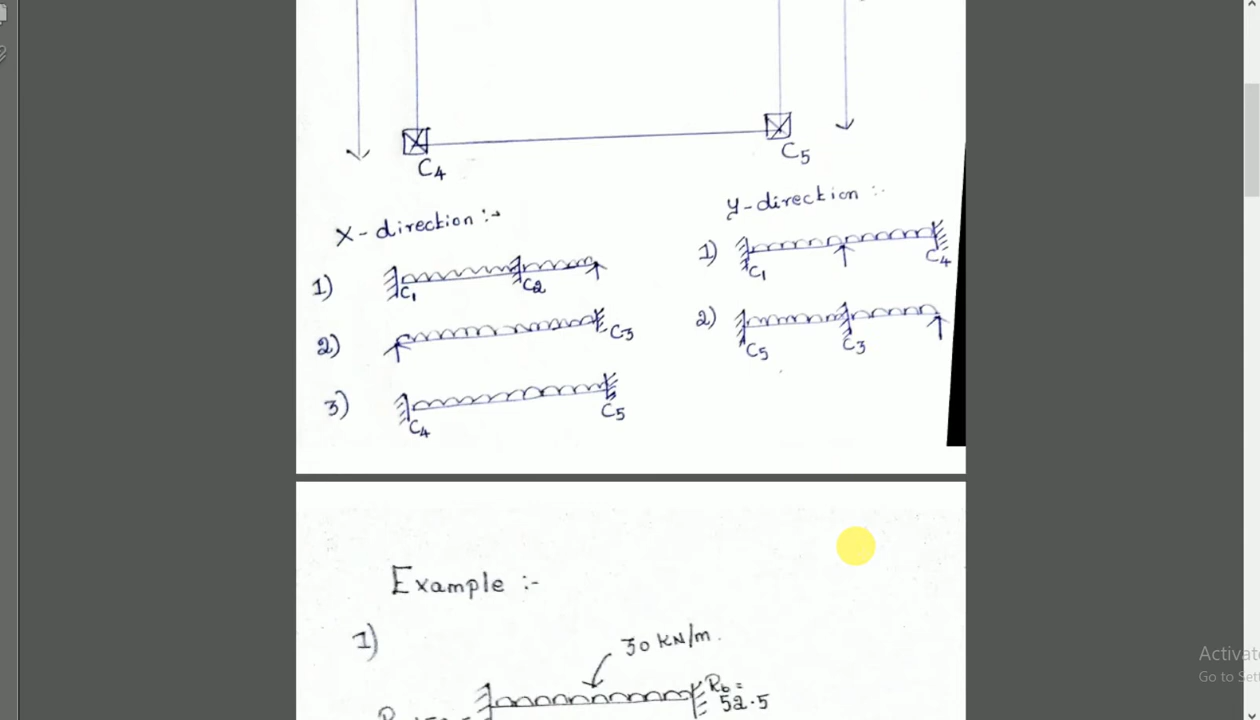 C4
C5
X-direction :-
1) C1 C2
2) C3
3) C4 C5
Y-direction :-
1) C1 C4
2) C5 C3
Example :-
1)
30 KN/m.
Rb =
52.5
Activat
Go to Set